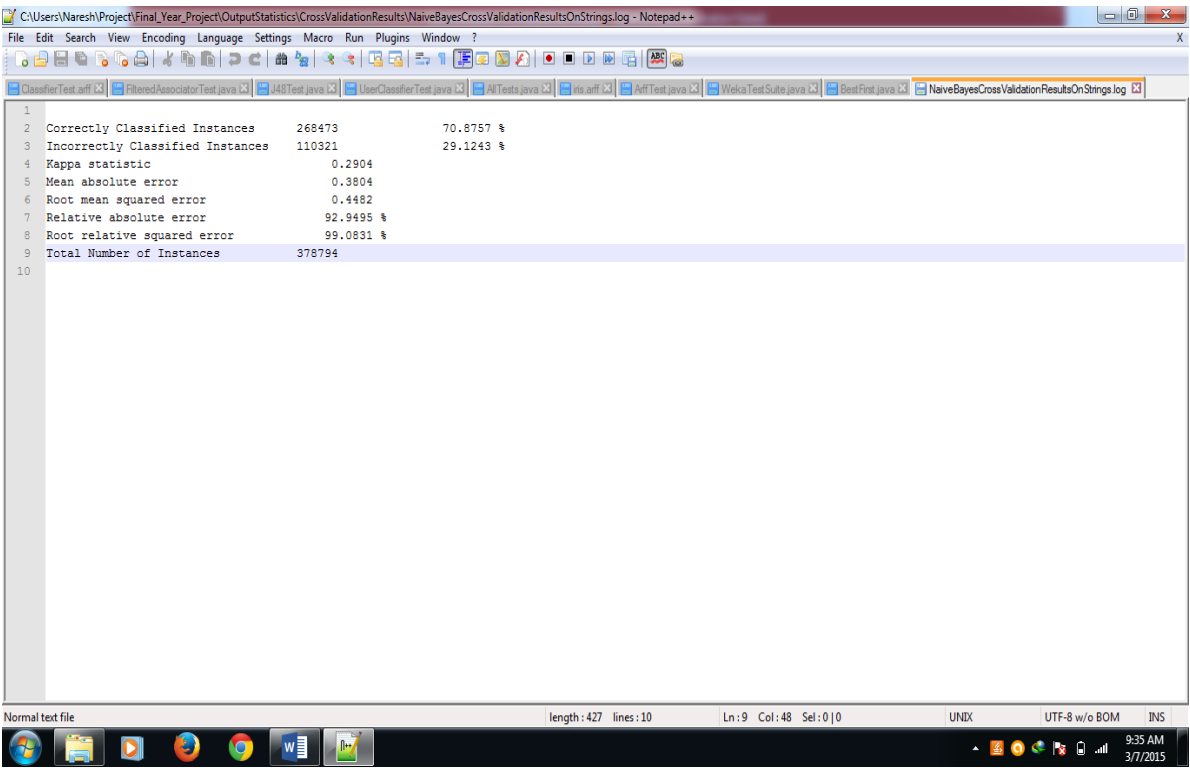 C:\Users\Naresh\Project\Final_Year_Project\OutputStatistics\CrossValidationResults\NaiveBayesCrossValidationResultsOnStrings.log - Notepad++
File Edit Search View Encoding Language Settings Macro Run Plugins Window ? X
ClassfierTest.arff FilteredAssociatorTest.java J48Test.java UserClassifierTest.java AllTests.java iris.arff ArffTest.java WekaTestSuite.java BestFirst.java NaiveBayesCrossValidationResultsOnStrings.log
1
2 Correctly Classified Instances 268473 70.8757 %
3 Incorrectly Classified Instances 110321 29.1243 %
4 Kappa statistic 0.2904
5 Mean absolute error 0.3804
6 Root mean squared error 0.4482
7 Relative absolute error 92.9495 %
8 Root relative squared error 99.0831 %
9 Total Number of Instances 378794
10
Normal text file length : 427 lines : 10 Ln : 9 Col : 48 Sel : 0 | 0 UNIX UTF-8 w/o BOM INS
9:35 AM
3/7/2015